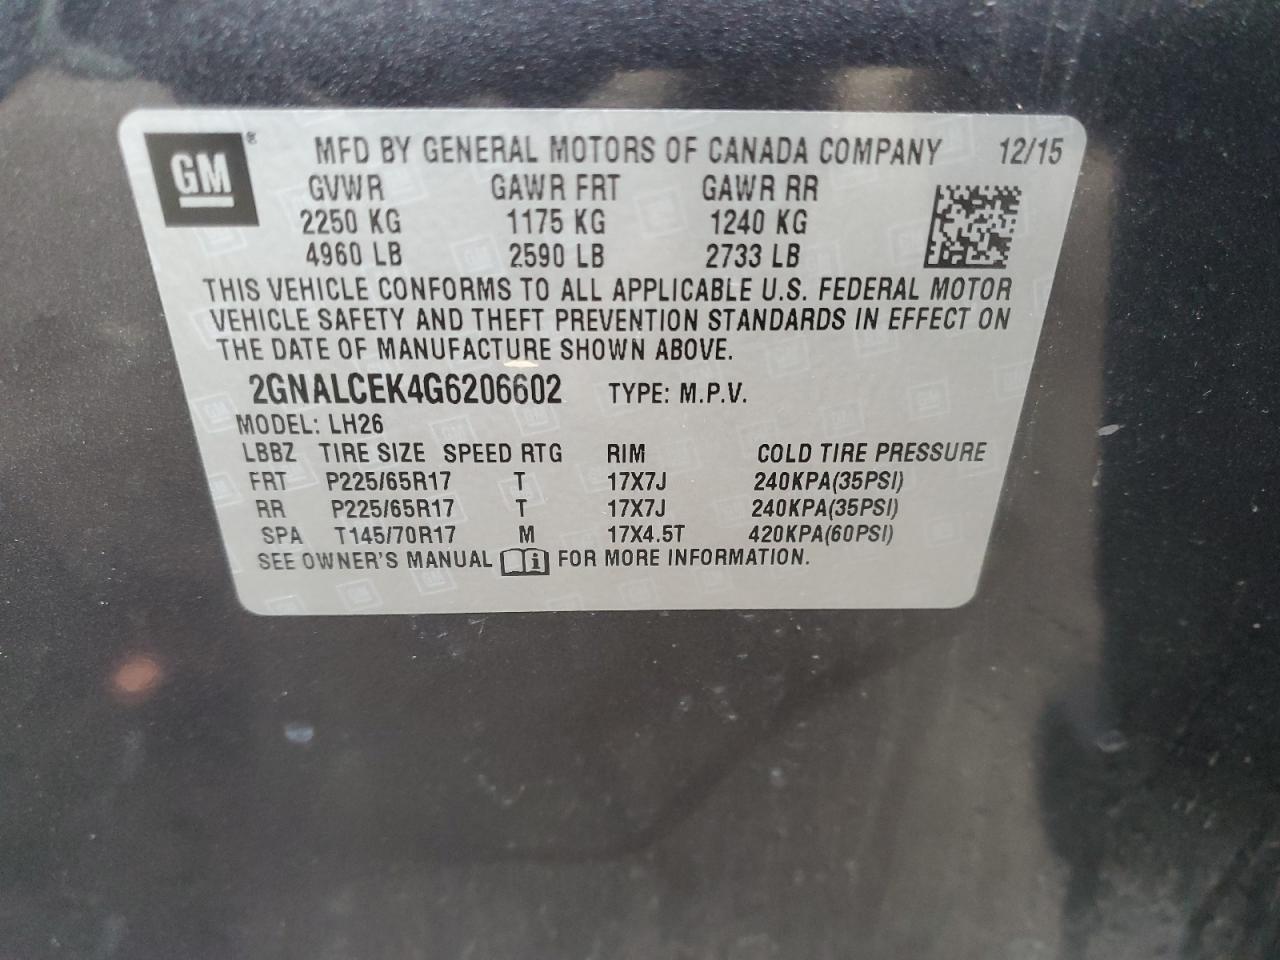 GM ® MFD BY GENERAL MOTORS OF CANADA COMPANY 12/15
GVWR GAWR FRT GAWR RR
2250 KG 1175 KG 1240 KG
4960 LB 2590 LB 2733 LB
THIS VEHICLE CONFORMS TO ALL APPLICABLE U.S. FEDERAL MOTOR
VEHICLE SAFETY AND THEFT PREVENTION STANDARDS IN EFFECT ON
THE DATE OF MANUFACTURE SHOWN ABOVE.
2GNALCEK4G6206602 TYPE: M.P.V.
MODEL: LH26
LBBZ TIRE SIZE SPEED RTG RIM COLD TIRE PRESSURE
FRT P225/65R17 T 17X7J 240KPA(35PSI)
RR P225/65R17 T 17X7J 240KPA(35PSI)
SPA T145/70R17 M 17X4.5T 420KPA(60PSI)
SEE OWNER'S MANUAL i FOR MORE INFORMATION.